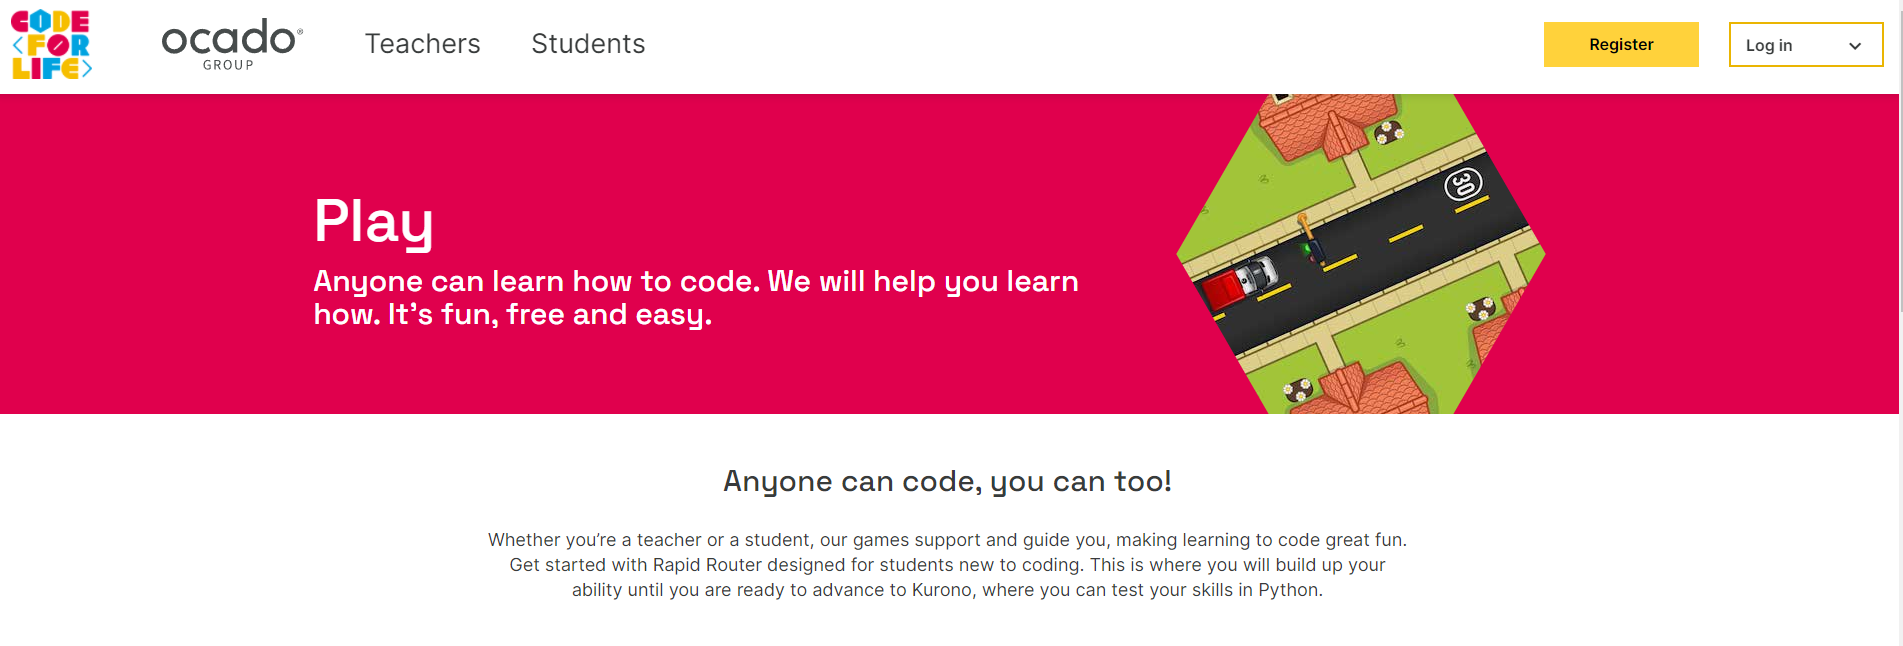 CODE
<FOR
LIFE>
ocado®
GROUP
Teachers
Students
Register
Log in
Play
Anyone can learn how to code. We will help you learn
how. It's fun, free and easy.
30
Anyone can code, you can too!
Whether you're a teacher or a student, our games support and guide you, making learning to code great fun.
Get started with Rapid Router designed for students new to coding. This is where you will build up your
ability until you are ready to advance to Kurono, where you can test your skills in Python.